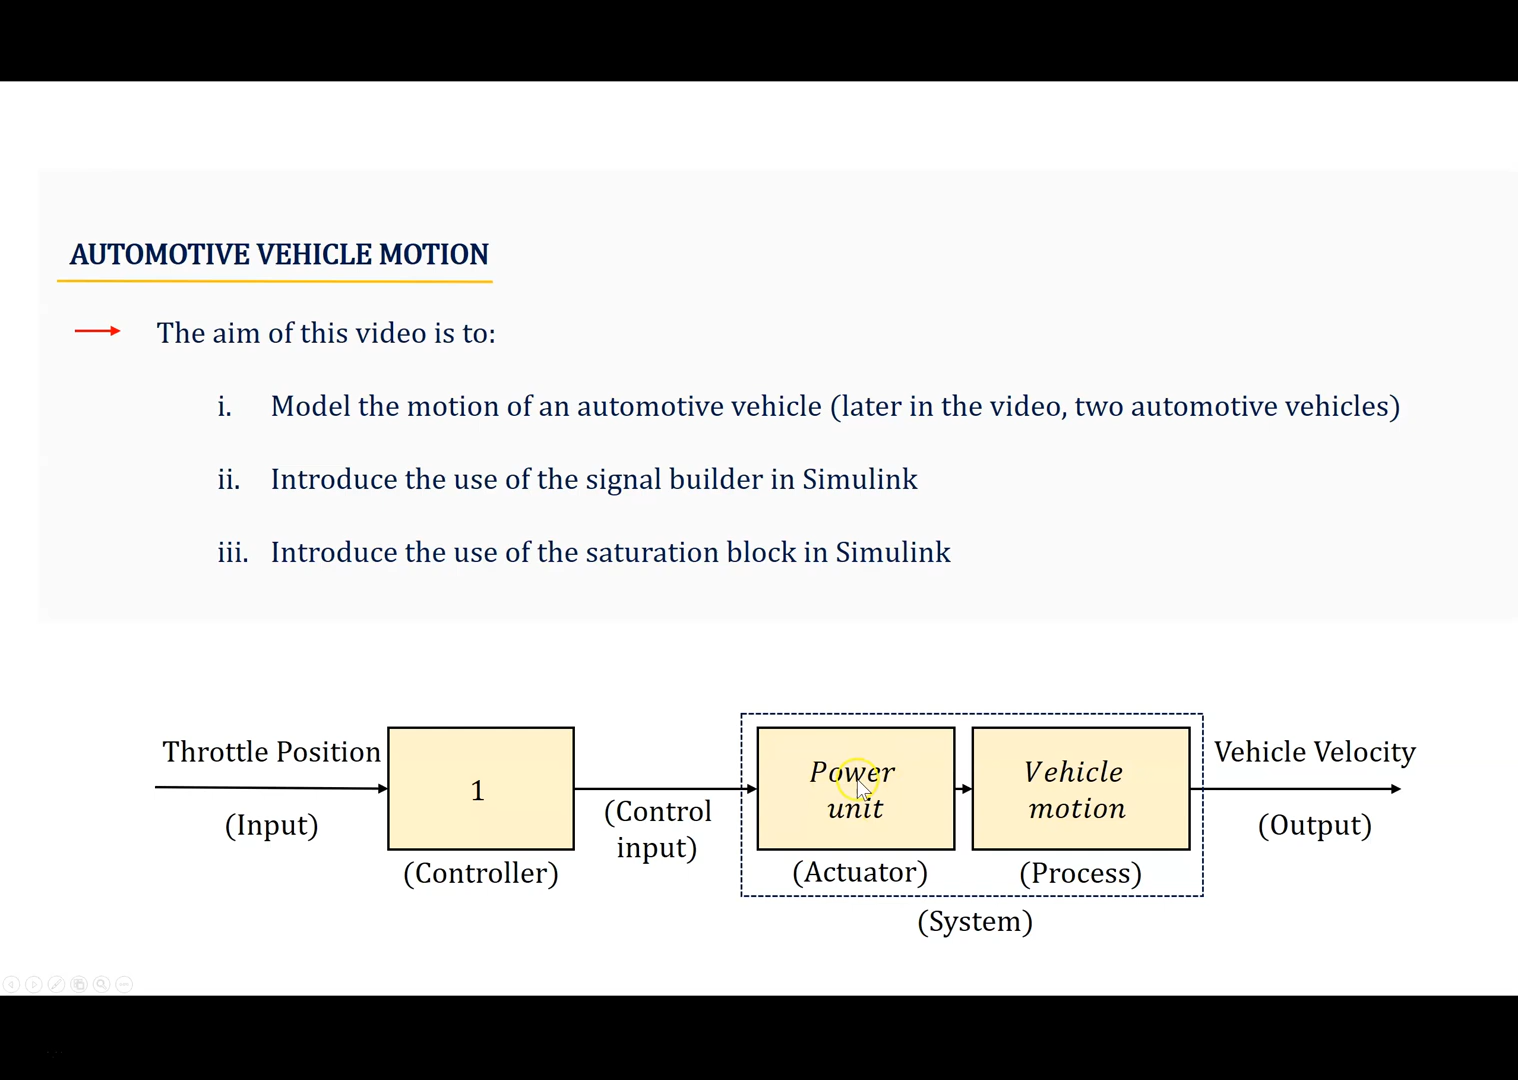 AUTOMOTIVE VEHICLE MOTION
The aim of this video is to:
i. Model the motion of an automotive vehicle (later in the video, two automotive vehicles)
ii. Introduce the use of the signal builder in Simulink
iii. Introduce the use of the saturation block in Simulink
Throttle Position
(Input)
1
(Controller)
(Control
input)
Power
unit
(Actuator)
Vehicle
motion
(Process)
(System)
Vehicle Velocity
(Output)